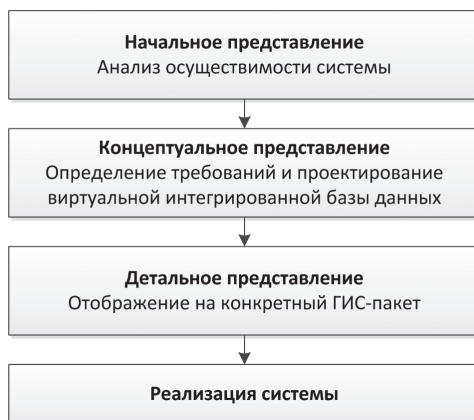 Начальное представление
Анализ осуществимости системы
Концептуальное представление
Определение требований и проектирование
виртуальной интегрированной базы данных
Детальное представление
Отображение на конкретный ГИС-пакет
Реализация системы